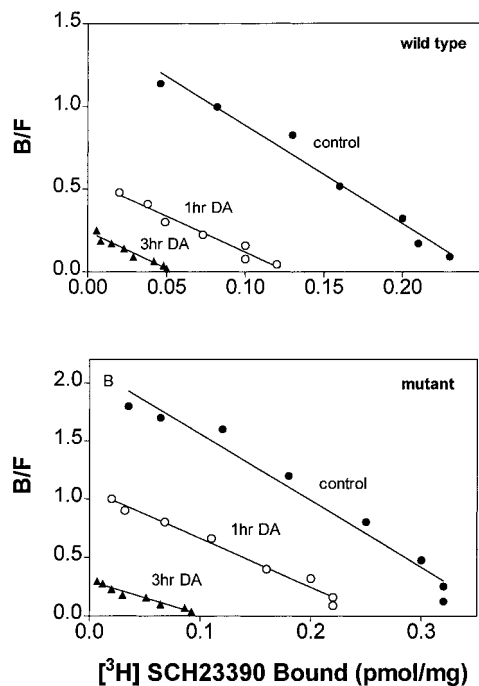 1.5
wild type
1.0
B/F
control
0.5
1hr DA
3hr DA
0.0
0.00 0.05 0.10 0.15 0.20
B
mutant
2.0
1.5
B/F
control
1.0
1hr DA
0.5
3hr DA
0.0
0.0 0.1 0.2 0.3
[³H] SCH23390 Bound (pmol/mg)